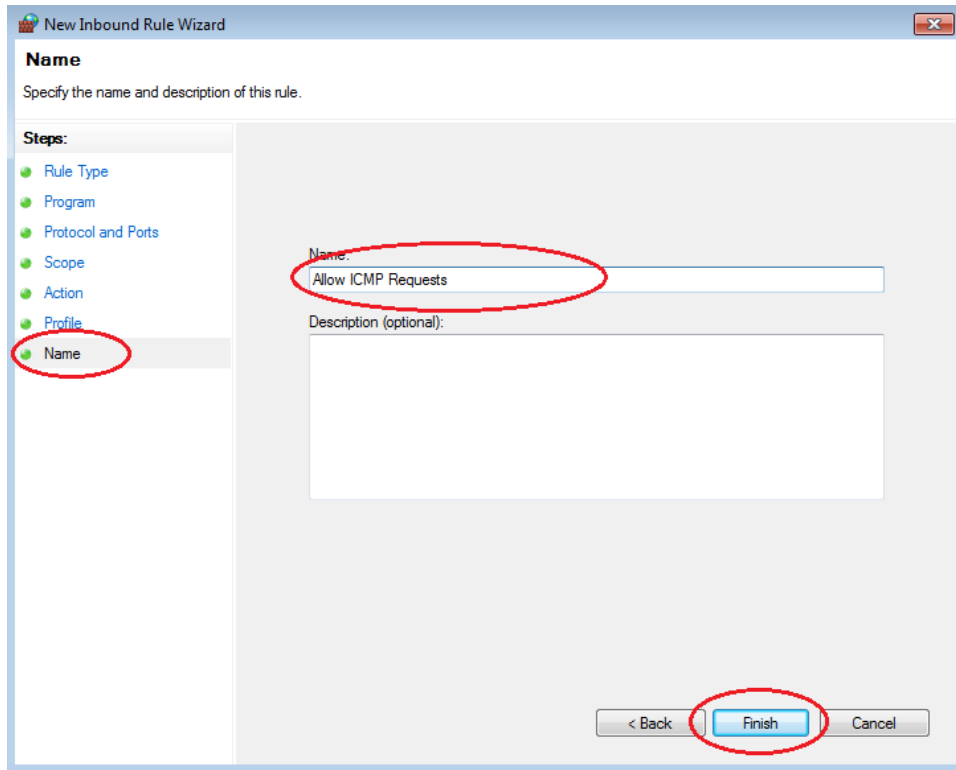 New Inbound Rule Wizard
Name
Specify the name and description of this rule.
Steps:
Rule Type
Program
Protocol and Ports
Scope
Action
Profile
Name
Name:
Allow ICMP Requests
Description (optional):
< Back
Finish
Cancel